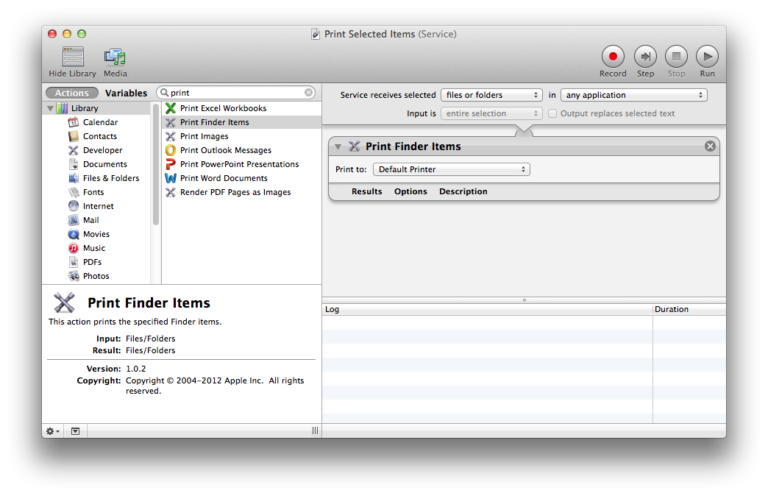 Print Selected Items (Service)
Hide Library Media
Record Step Stop Run
Actions Variables
print
Service receives selected files or folders in any application
Input is entire selection Output replaces selected text
Library
Calendar
Contacts
Developer
Documents
Files & Folders
Fonts
Internet
Mail
Movies
Music
PDFs
Photos
Print Excel Workbooks
Print Finder Items
Print Images
Print Outlook Messages
Print PowerPoint Presentations
Print Word Documents
Render PDF Pages as Images
Print Finder Items
Print to: Default Printer
Results Options Description
Print Finder Items
This action prints the specified Finder items.
Input: Files/Folders
Result: Files/Folders
Version: 1.0.2
Copyright: Copyright © 2004-2012 Apple Inc. All rights
reserved.
Log Duration